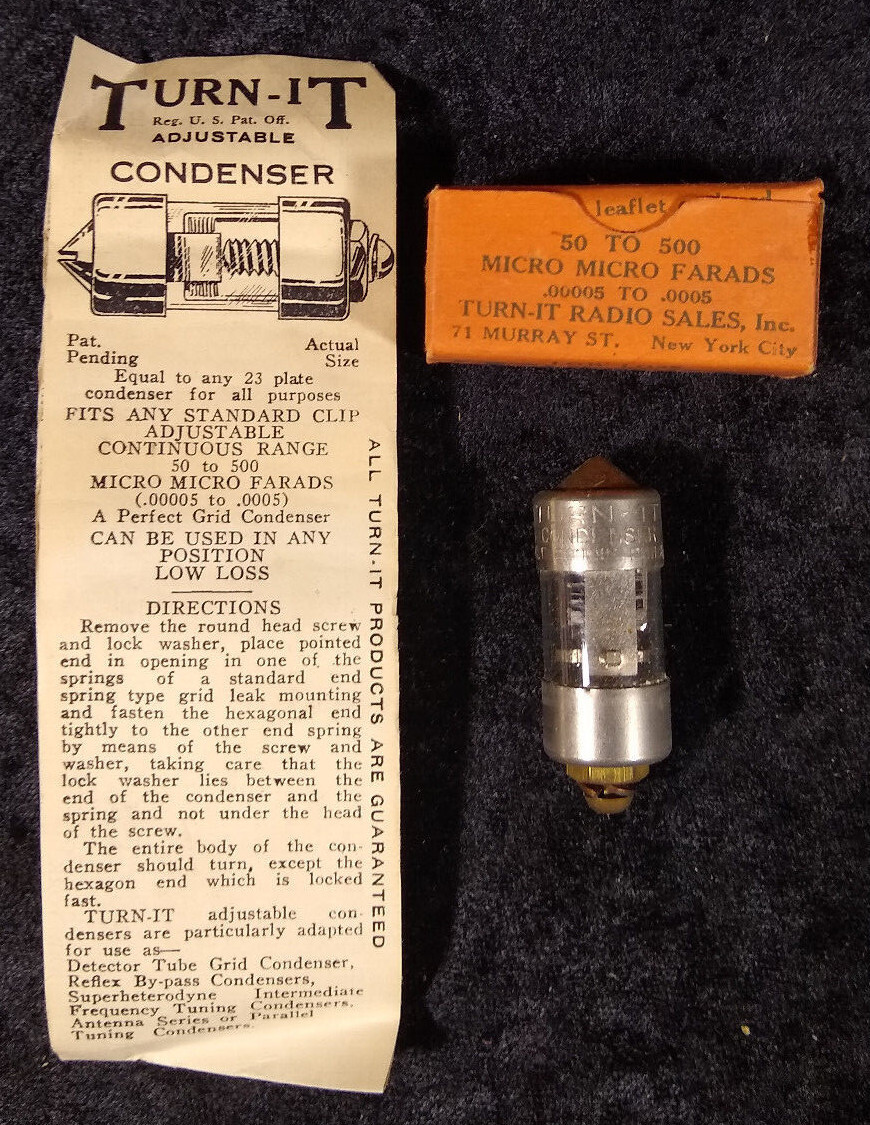 TURN-IT
Reg. U. S. Pat. Off.
ADJUSTABLE
CONDENSER
Pat. Pending
Actual Size
Equal to any 23 plate
condenser for all purposes
FITS ANY STANDARD CLIP
ADJUSTABLE
CONTINUOUS RANGE
50 to 500
MICRO MICRO FARADS
(.00005 to .0005)
A Perfect Grid Condenser
CAN BE USED IN ANY
POSITION
LOW LOSS
DIRECTIONS
Remove the round head screw
and lock washer, place pointed
end in opening in one of the
springs of a standard end
spring type grid leak mounting
and fasten the hexagonal end
tightly to the other end spring
by means of the screw and
washer, taking care that the
lock washer lies between the
end of the condenser and the
spring and not under the head
of the screw.
The entire body of the con-
denser should turn, except the
hexagon end which is locked
fast.
TURN-IT adjustable con-
densers are particularly adapted
for use as—
Detector Tube Grid Condenser,
Reflex By-pass Condensers,
Superheterodyne Intermediate
Frequency Tuning Condensers,
Antenna Series or Parallel
Tuning Condensers.
ALL TURN-IT PRODUCTS ARE GUARANTEED
leaflet
50 TO 500
MICRO MICRO FARADS
.00005 TO .0005
TURN-IT RADIO SALES, Inc.
71 MURRAY ST. New York City
TURN-IT
CONDENSER